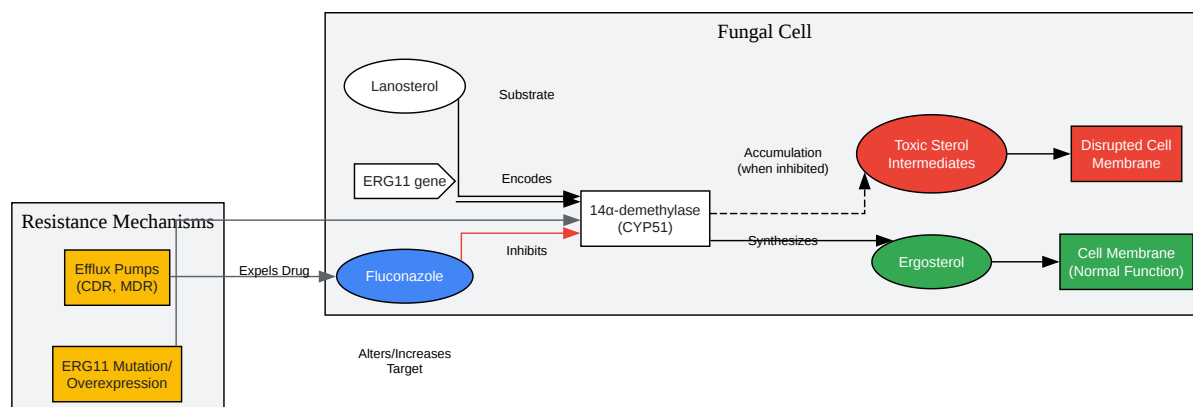 Fungal Cell
Lanosterol
Substrate
Accumulation
(when inhibited)
Toxic Sterol
Intermediates
Disrupted Cell
Membrane
ERG11 gene
Encodes
14α-demethylase
(CYP51)
Resistance Mechanisms
Efflux Pumps
(CDR, MDR)
Expels Drug
Fluconazole
Inhibits
Synthesizes
Ergosterol
Cell Membrane
(Normal Function)
ERG11 Mutation/
Overexpression
Alters/Increases
Target